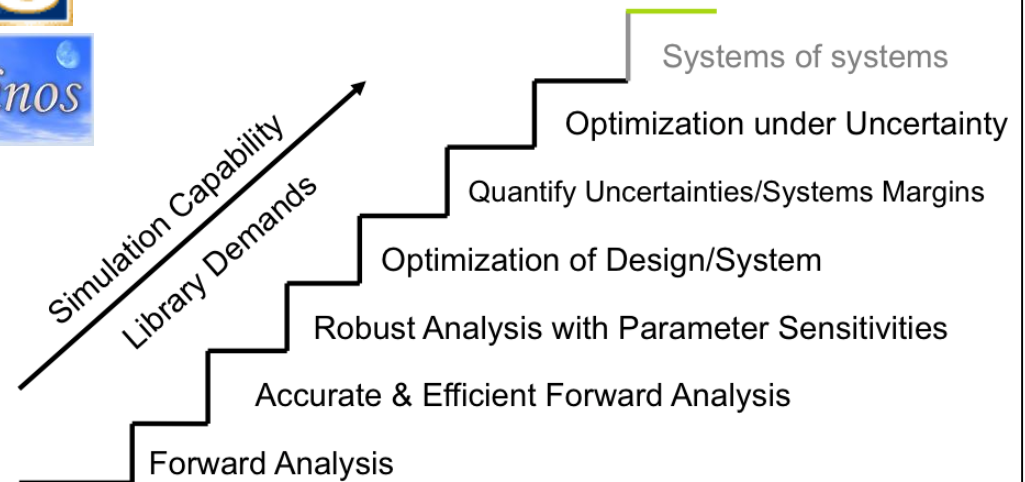 nos
Systems of systems
Optimization under Uncertainty
Quantify Uncertainties/Systems Margins
Optimization of Design/System
Robust Analysis with Parameter Sensitivities
Accurate & Efficient Forward Analysis
Forward Analysis
Simulation Capability
Library Demands